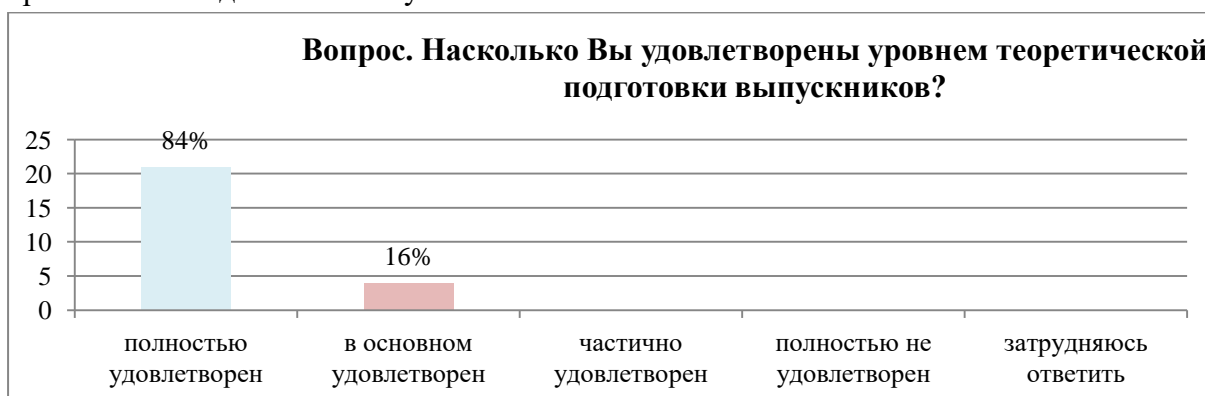 Вопрос. Насколько Вы удовлетворены уровнем теоретической
подготовки выпускников?
25
20
15
10
5
0
84%
16%
полностью
удовлетворен
в основном
удовлетворен
частично
удовлетворен
полностью не
удовлетворен
затрудняюсь
ответить